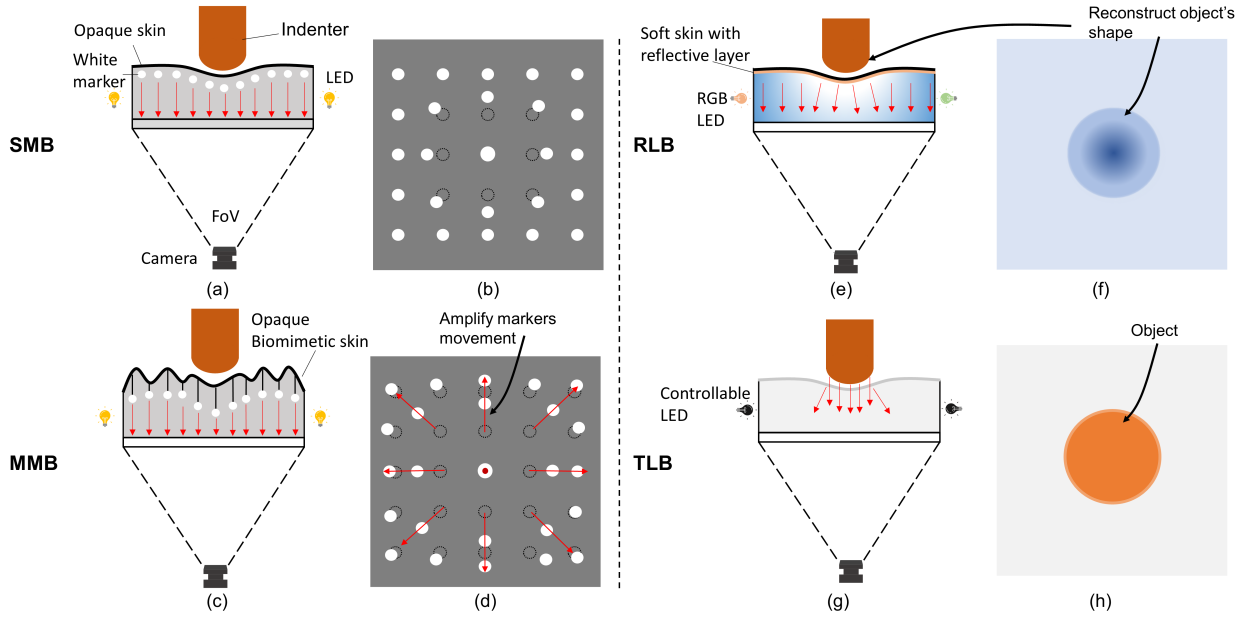 Opaque skin
Indenter
White
marker
LED
SMB
FoV
Camera
(a)
(b)
Opaque
Biomimetic skin
MMB
(c)
Amplify markers
movement
(d)
Soft skin with
reflective layer
Reconstruct object's
shape
RGB
LED
RLB
(e)
(f)
Controllable
LED
TLB
(g)
Object
(h)